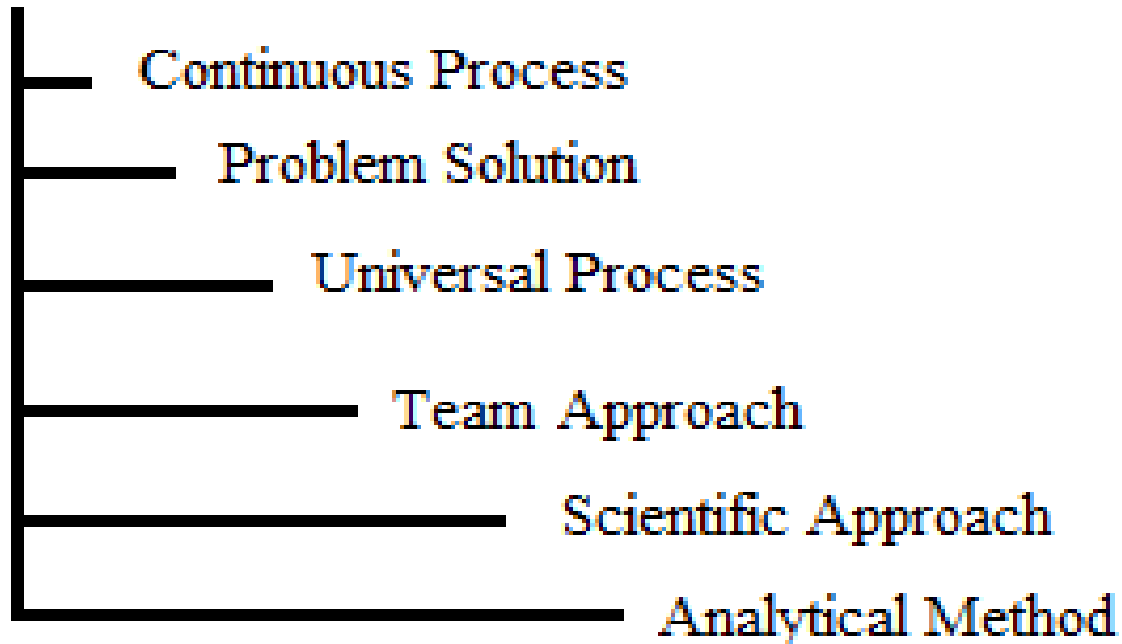 Continuous Process
Problem Solution
Universal Process
Team Approach
Scientific Approach
Analytical Method